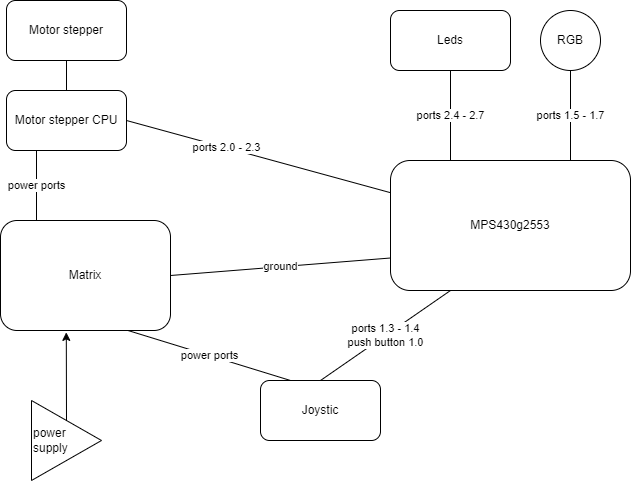 Motor stepper
Leds
RGB
Motor stepper CPU
ports 2.4 - 2.7
ports 1.5 - 1.7
ports 2.0 - 2.3
power ports
MPS430g2553
Matrix
ground
ports 1.3 - 1.4
push button 1.0
power ports
Joystic
power
supply